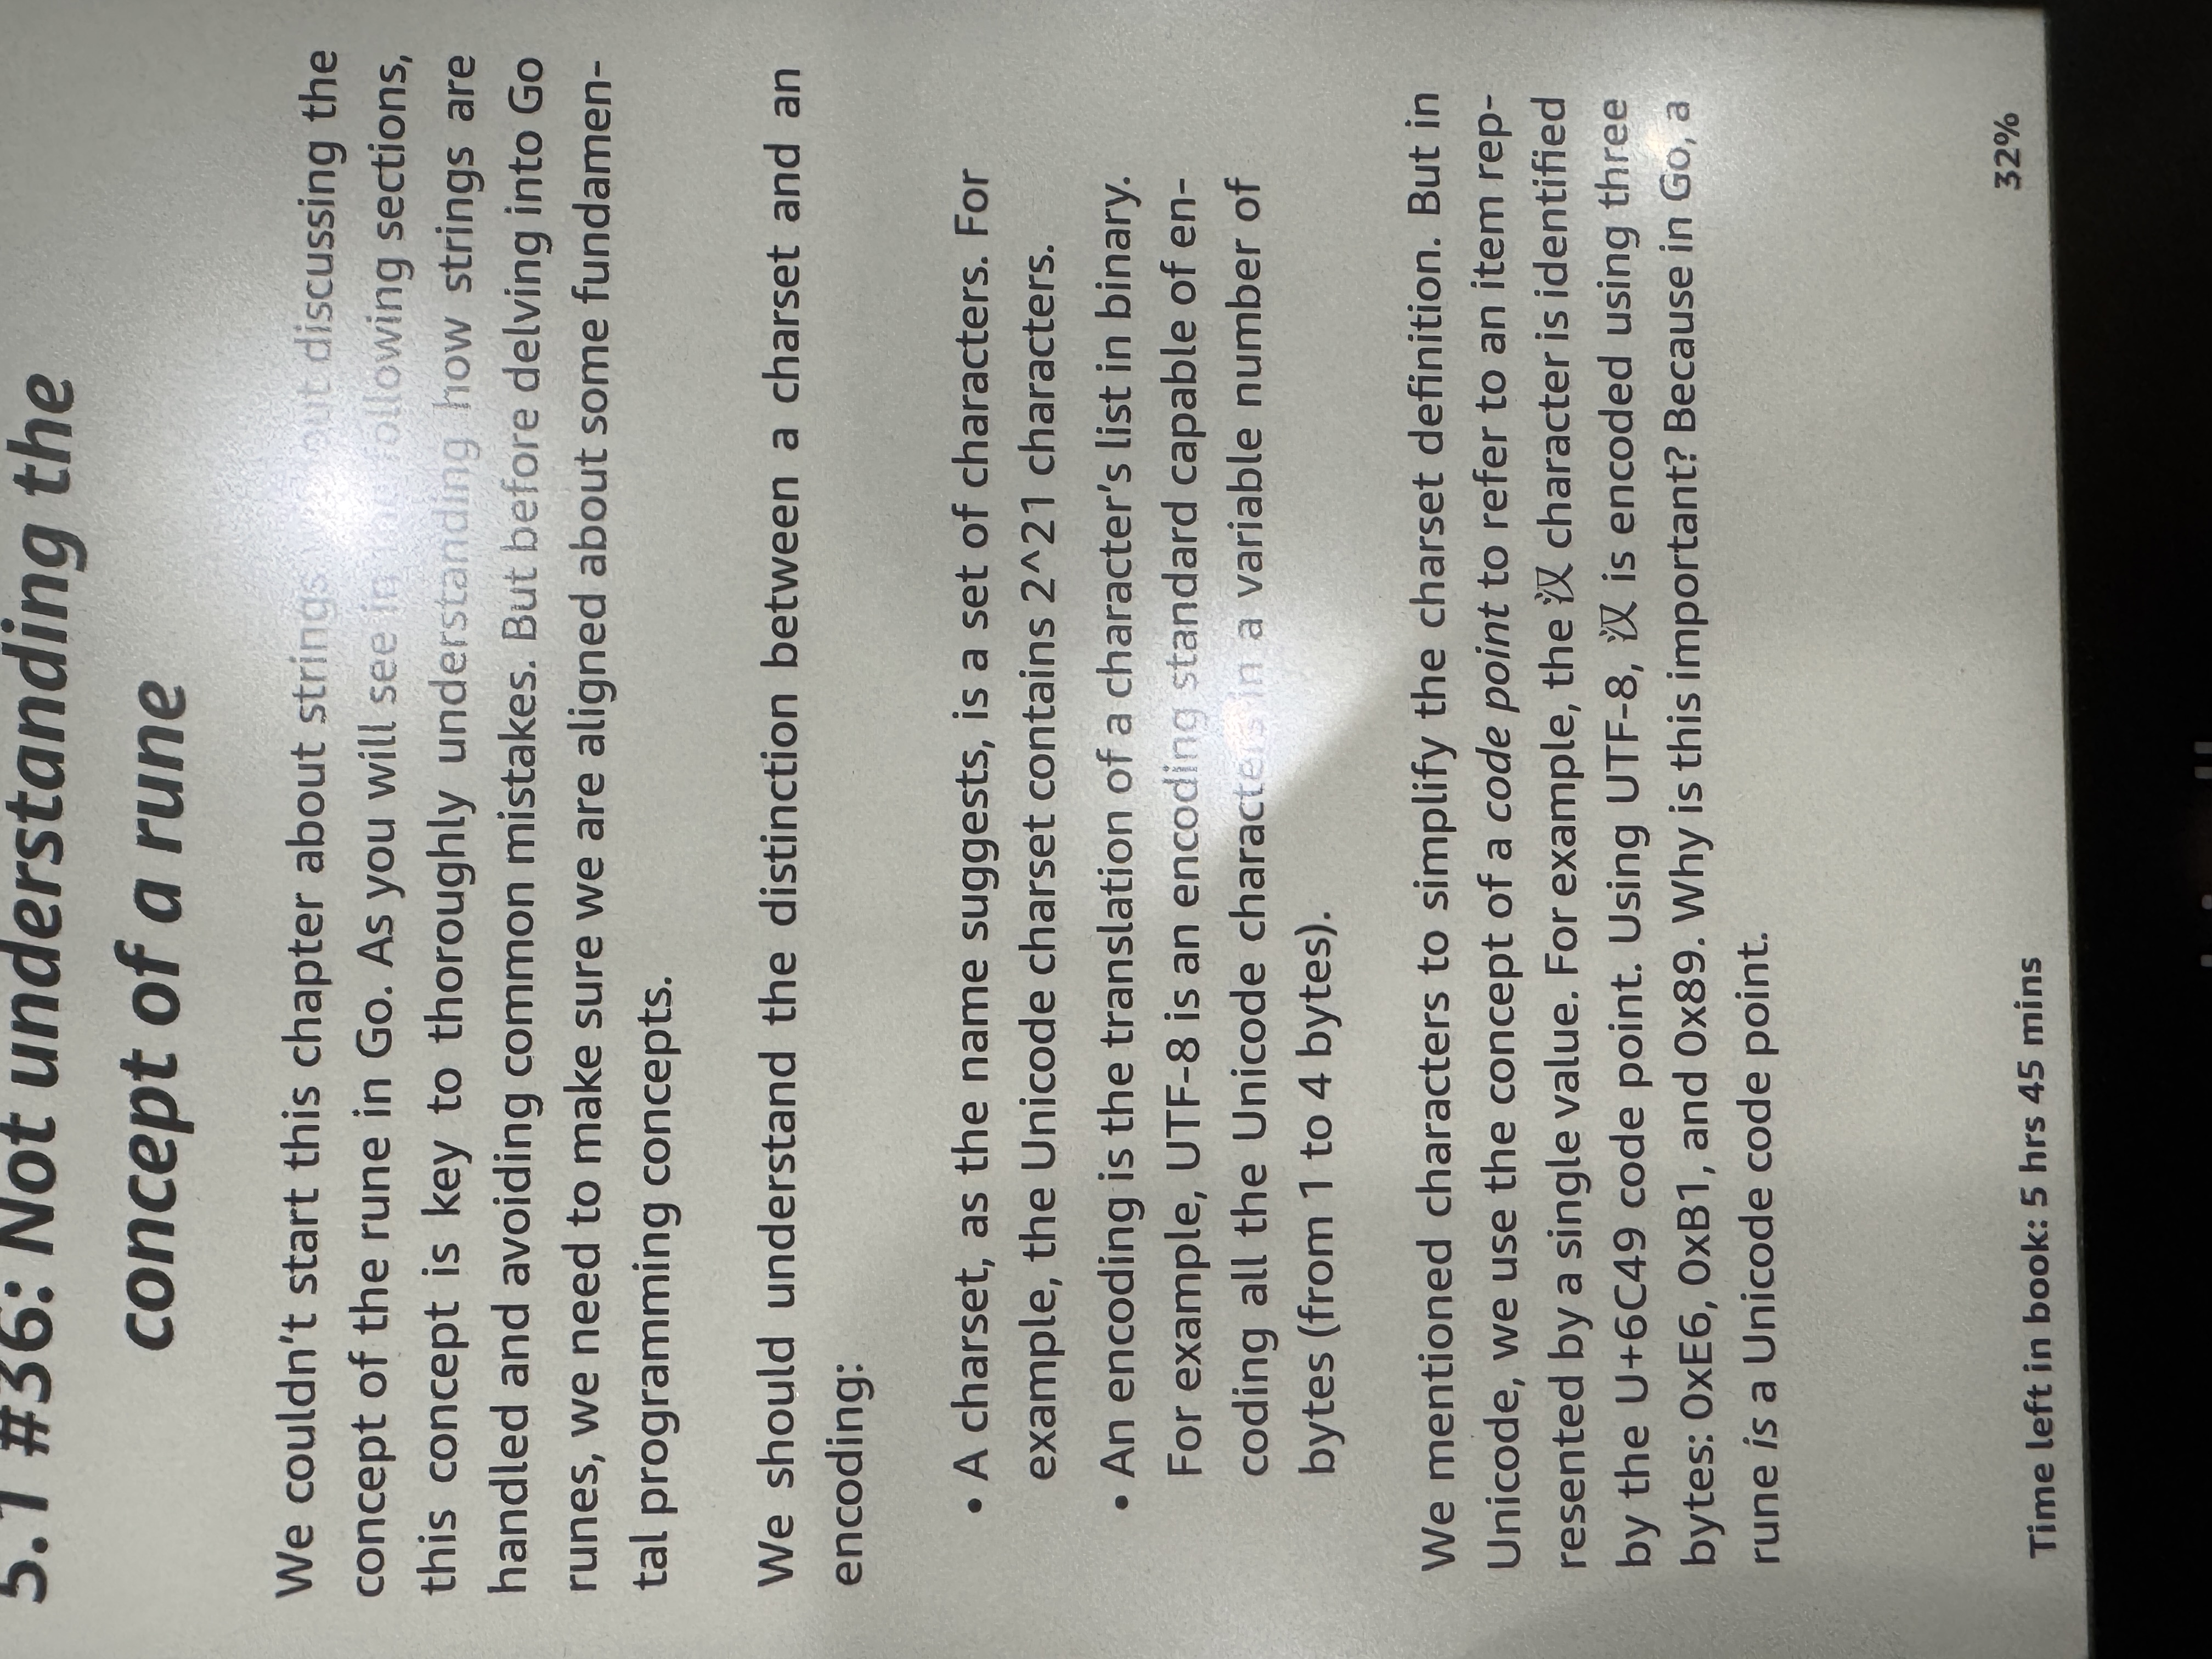 5.1 #36: Not understanding the
concept of a rune
We couldn't start this chapter about strings without discussing the
concept of the rune in Go. As you will see in the following sections,
this concept is key to thoroughly understanding how strings are
handled and avoiding common mistakes. But before delving into Go
runes, we need to make sure we are aligned about some fundamen-
tal programming concepts.
We should understand the distinction between a charset and an
encoding:
• A charset, as the name suggests, is a set of characters. For
example, the Unicode charset contains 2^21 characters.
• An encoding is the translation of a character's list in binary.
For example, UTF-8 is an encoding standard capable of en-
coding all the Unicode characters in a variable number of
bytes (from 1 to 4 bytes).
We mentioned characters to simplify the charset definition. But in
Unicode, we use the concept of a code point to refer to an item rep-
resented by a single value. For example, the 汉 character is identified
by the U+6C49 code point. Using UTF-8, 汉 is encoded using three
bytes: 0xE6, 0xB1, and 0x89. Why is this important? Because in Go, a
rune is a Unicode code point.
Time left in book: 5 hrs 45 mins
32%